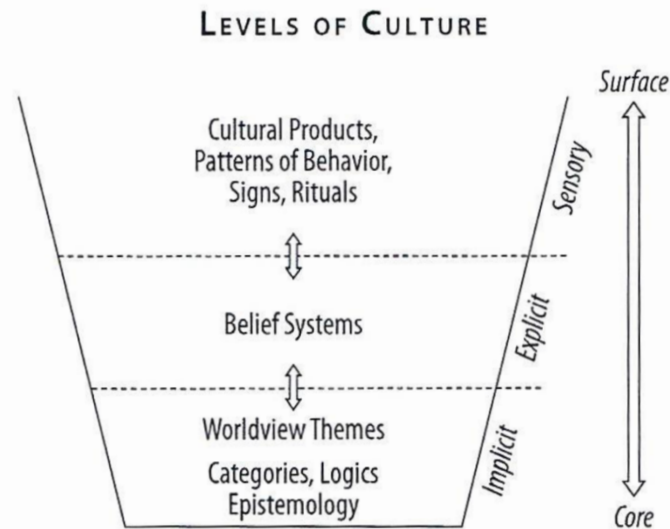 LEVELS OF CULTURE
Surface
Cultural Products,
Patterns of Behavior,
Signs, Rituals
Sensory
Belief Systems
Explicit
Worldview Themes
Categories, Logics
Epistemology
Implicit
Core